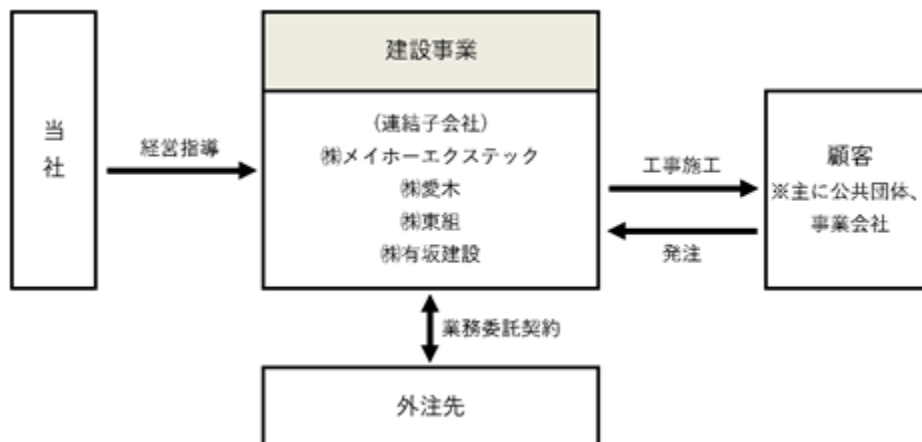 建設事業
当
社
経営指導
(連結子会社)
㈱メイホーエクステック
㈱愛木
㈱東組
㈱有坂建設
工事施工
発注
顧客
※主に公共団体、
事業会社
業務委託契約
外注先